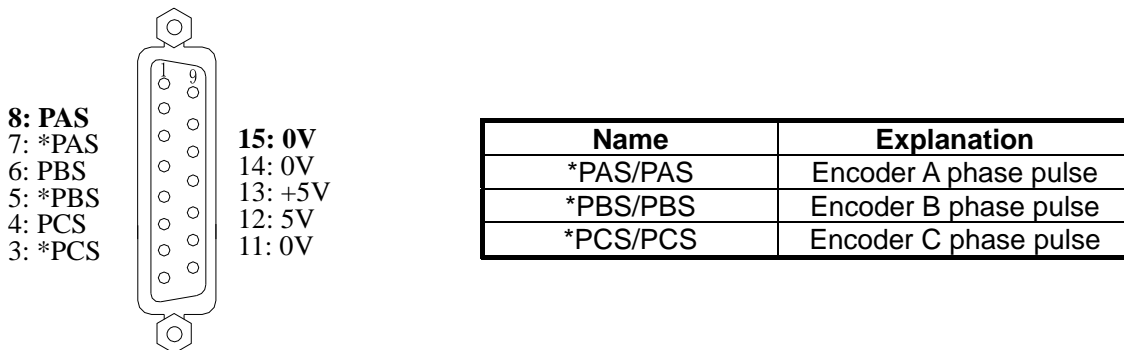 1 9
8: PAS
7: *PAS
6: PBS
5: *PBS
4: PCS
3: *PCS
15: 0V
14: 0V
13: +5V
12: 5V
11: 0V
Name Explanation
*PAS/PAS Encoder A phase pulse
*PBS/PBS Encoder B phase pulse
*PCS/PCS Encoder C phase pulse